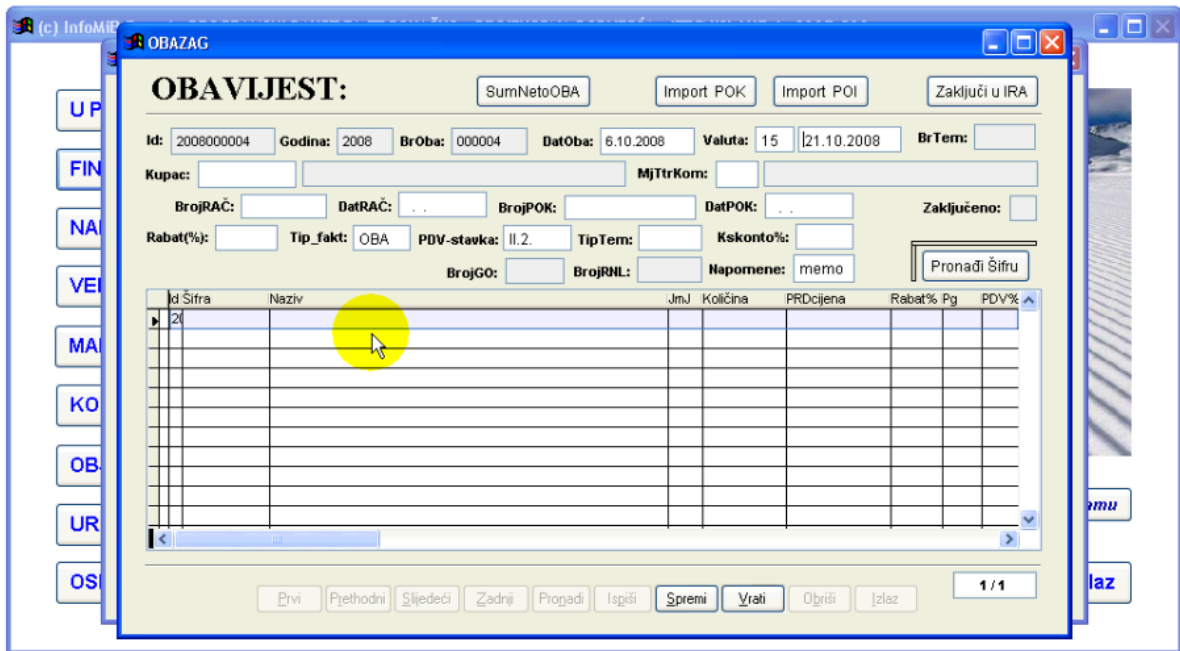 (c) InfoMiB
OBAZAG
OBAVIJEST: SumNetoOBA Import POK Import POI Zaključi u IRA
Id: 2008000004 Godina: 2008 BrOba: 000004 DatOba: 6.10.2008 Valuta: 15 21.10.2008 BrTem:
Kupac: MjTtrKom:
BrojRAČ: DatRAČ: . . BrojPOK: DatPOK: . . Zaključeno:
Rabat(%): Tip_fakt: OBA PDV-stavka: II.2. TipTem: Kskonto%:
BrojGO: BrojRNL: Napomene: memo Pronađi Šifru
Id Šifra Naziv JmJ Količina PRDcijena Rabat% Pg PDV%
20
Prvi Prethodni Slijedeći Zadnji Pronađi Ispiši Spremi Vrati Obriši Izlaz 1 / 1
U P
FIN
NA
VE
MA
KO
OB
UR
OS